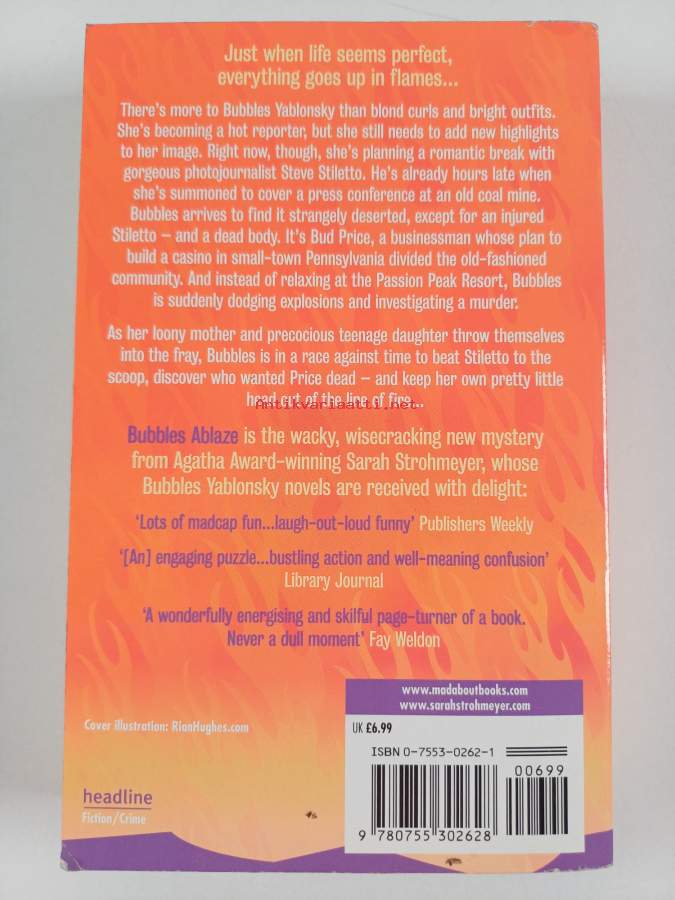 Just when life seems perfect,
everything goes up in flames...
There's more to Bubbles Yablonsky than blond curls and bright outfits.
She's becoming a hot reporter, but she still needs to add new highlights
to her image. Right now, though, she's planning a romantic break with
gorgeous photojournalist Steve Stiletto. He's already hours late when
she's summoned to cover a press conference at an old coal mine.
Bubbles arrives to find it strangely deserted, except for an injured
Stiletto – and a dead body. It's Bud Price, a businessman whose plan to
build a casino in small-town Pennsylvania divided the old-fashioned
community. And instead of relaxing at the Passion Peak Resort, Bubbles
is suddenly dodging explosions and investigating a murder.
As her loony mother and precocious teenage daughter throw themselves
into the fray, Bubbles is in a race against time to beat Stiletto to the
scoop, discover who wanted Price dead – and keep her own pretty little
head out of the line of fire...
Antikvariaatti.net
Bubbles Ablaze is the wacky, wisecracking new mystery
from Agatha Award-winning Sarah Strohmeyer, whose
Bubbles Yablonsky novels are received with delight:
'Lots of madcap fun...laugh-out-loud funny' Publishers Weekly
'[An] engaging puzzle...bustling action and well-meaning confusion'
Library Journal
'A wonderfully energising and skilful page-turner of a book.
Never a dull moment' Fay Weldon
www.madaboutbooks.com
www.sarahstrohmeyer.com
Cover illustration: RianHughes.com
UK £6.99
ISBN 0-7553-0262-1
00699
9 780755 302628
headline
Fiction/Crime